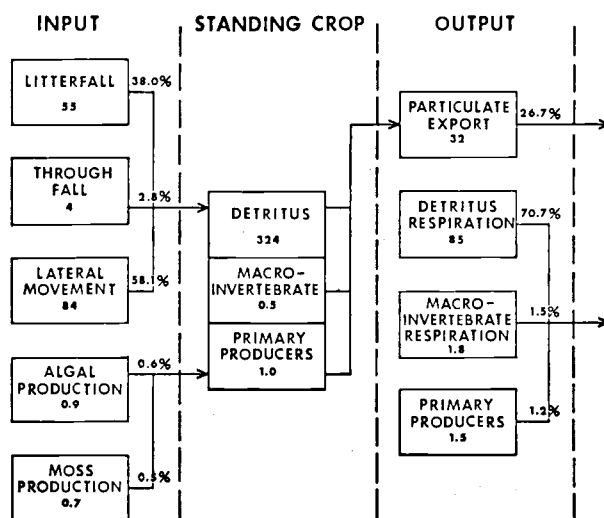 INPUT
STANDING CROP
OUTPUT
LITTERFALL
55
38.0%
THROUGH
FALL
4
2.8%
LATERAL
MOVEMENT
84
58.1%
ALGAL
PRODUCTION
0.9
0.6%
MOSS
PRODUCTION
0.7
0.5%
DETRITUS
324
MACRO-
INVERTEBRATE
0.5
PRIMARY
PRODUCERS
1.0
PARTICULATE
EXPORT
32
26.7%
DETRITUS
RESPIRATION
85
70.7%
MACRO-
INVERTEBRATE
RESPIRATION
1.8
1.5%
PRIMARY
PRODUCERS
1.5
1.2%